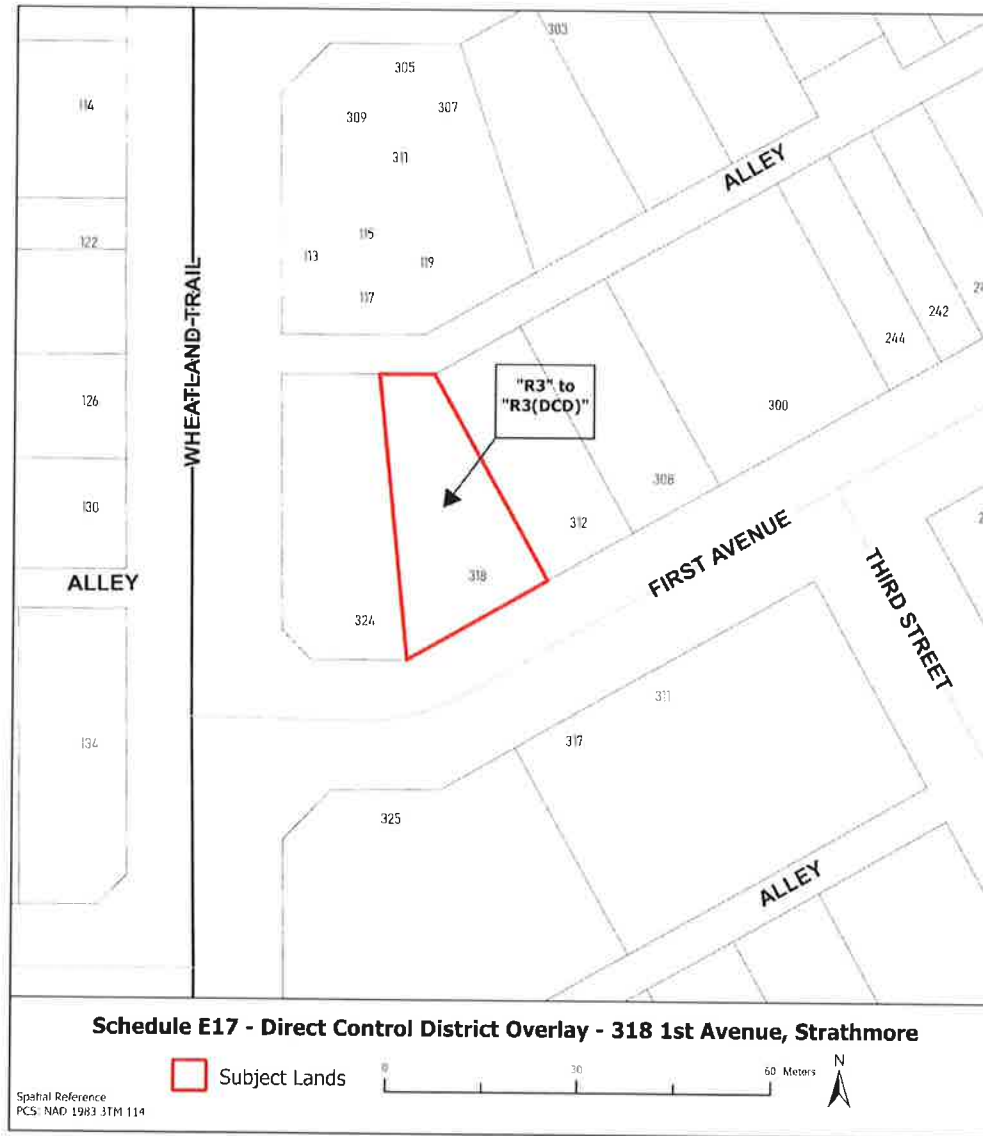 303
305
114
307
309
311
ALLEY
115
122
113
119
117
WHEATLAND TRAIL
242
244
"R3" to
"R3(DCD)"
126
300
308
130
312
FIRST AVENUE
318
ALLEY
THIRD STREET
324
311
317
134
325
ALLEY
Schedule E17 - Direct Control District Overlay - 318 1st Avenue, Strathmore
Subject Lands
0 30 60 Meters
N
Spatial Reference
PCS: NAD 1983 3TM 114